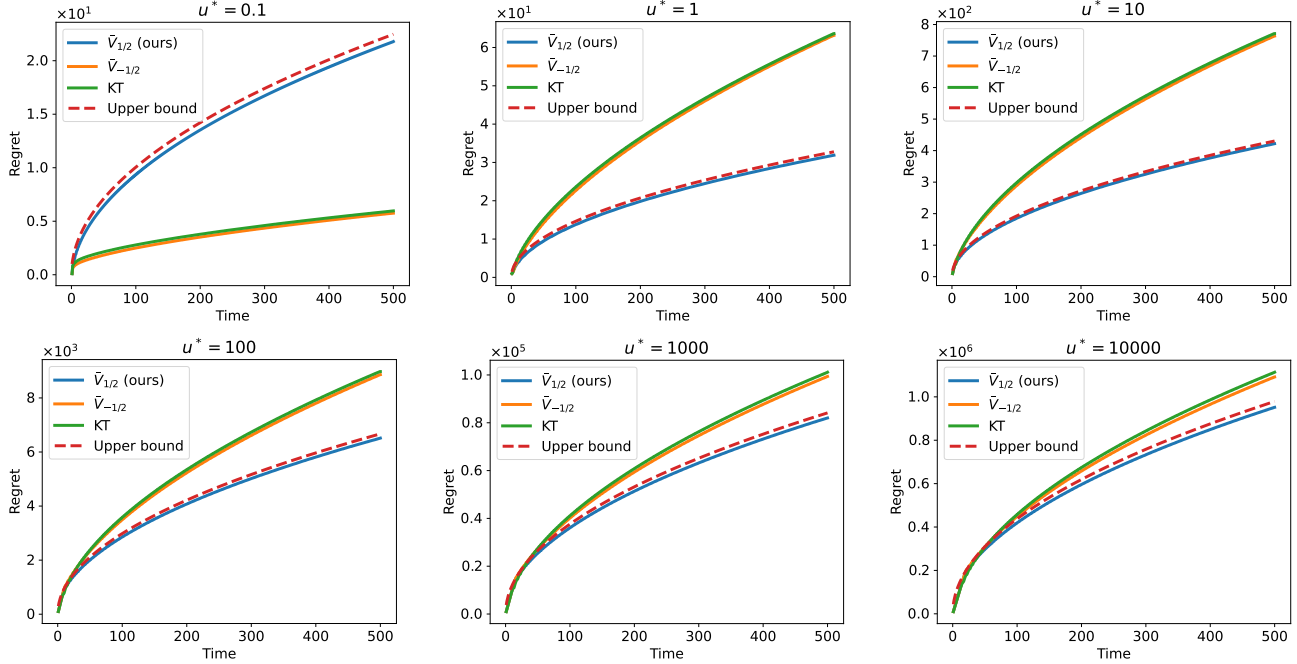 ×10¹
u* = 0.1
V̄₁/₂ (ours)
V̄₋₁/₂
KT
Upper bound
Regret
2.0
1.5
1.0
0.5
0.0
0 100 200 300 400 500
Time
×10¹
u* = 1
V̄₁/₂ (ours)
V̄₋₁/₂
KT
Upper bound
Regret
6
5
4
3
2
1
0
0 100 200 300 400 500
Time
×10²
u* = 10
V̄₁/₂ (ours)
V̄₋₁/₂
KT
Upper bound
Regret
8
7
6
5
4
3
2
1
0
0 100 200 300 400 500
Time
×10³
u* = 100
V̄₁/₂ (ours)
V̄₋₁/₂
KT
Upper bound
Regret
8
6
4
2
0
0 100 200 300 400 500
Time
×10⁵
u* = 1000
V̄₁/₂ (ours)
V̄₋₁/₂
KT
Upper bound
Regret
1.0
0.8
0.6
0.4
0.2
0.0
0 100 200 300 400 500
Time
×10⁶
u* = 10000
V̄₁/₂ (ours)
V̄₋₁/₂
KT
Upper bound
Regret
1.0
0.8
0.6
0.4
0.2
0.0
0 100 200 300 400 500
Time